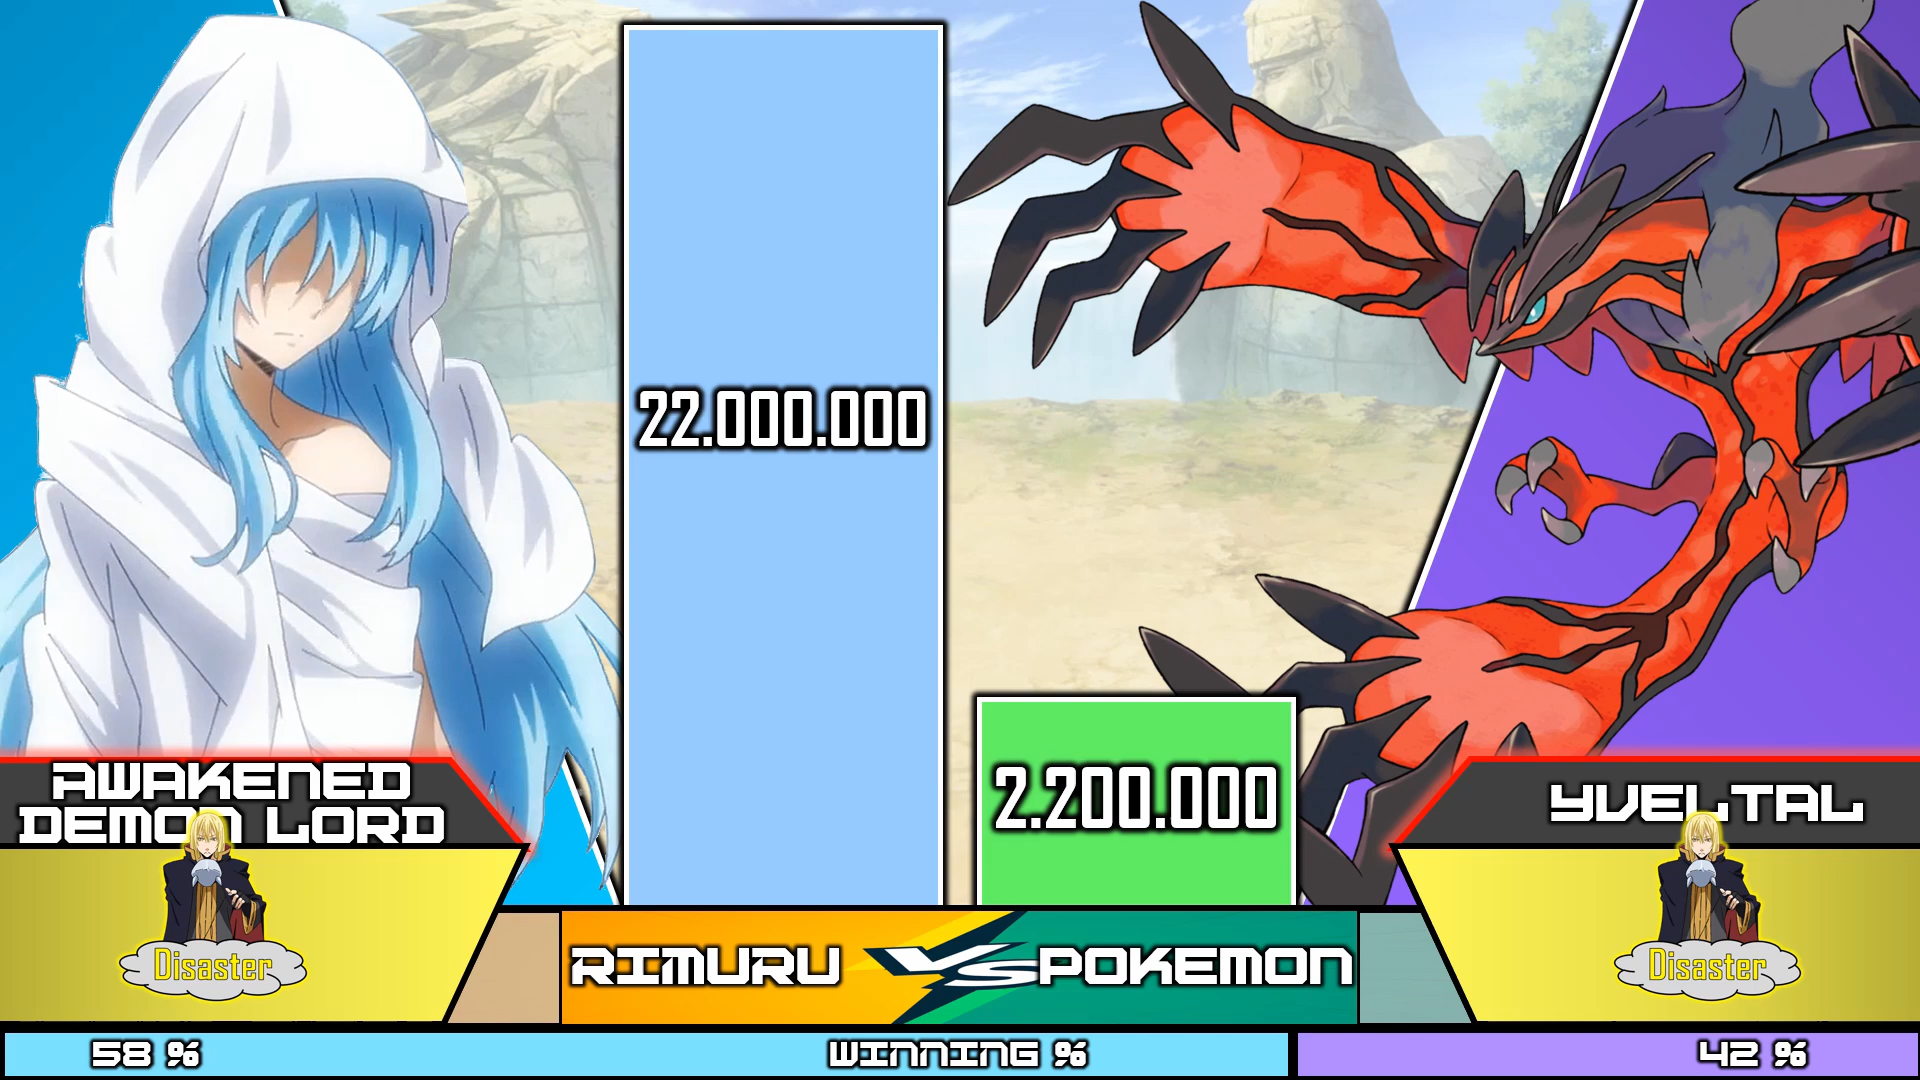 22.000.000
2.200.000
AWAKENED
DEMON LORD
YVELTAL
Disaster
Disaster
RIMURU VS POKEMON
58 %
WINNING %
42 %